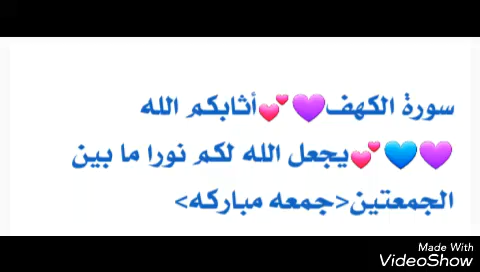 سورة الكهف💜💕أثابكم الله
💜💙💕يجعل الله لكم نورا ما بين
الجمعتين<جمعه مباركه>
Made With
VideoShow